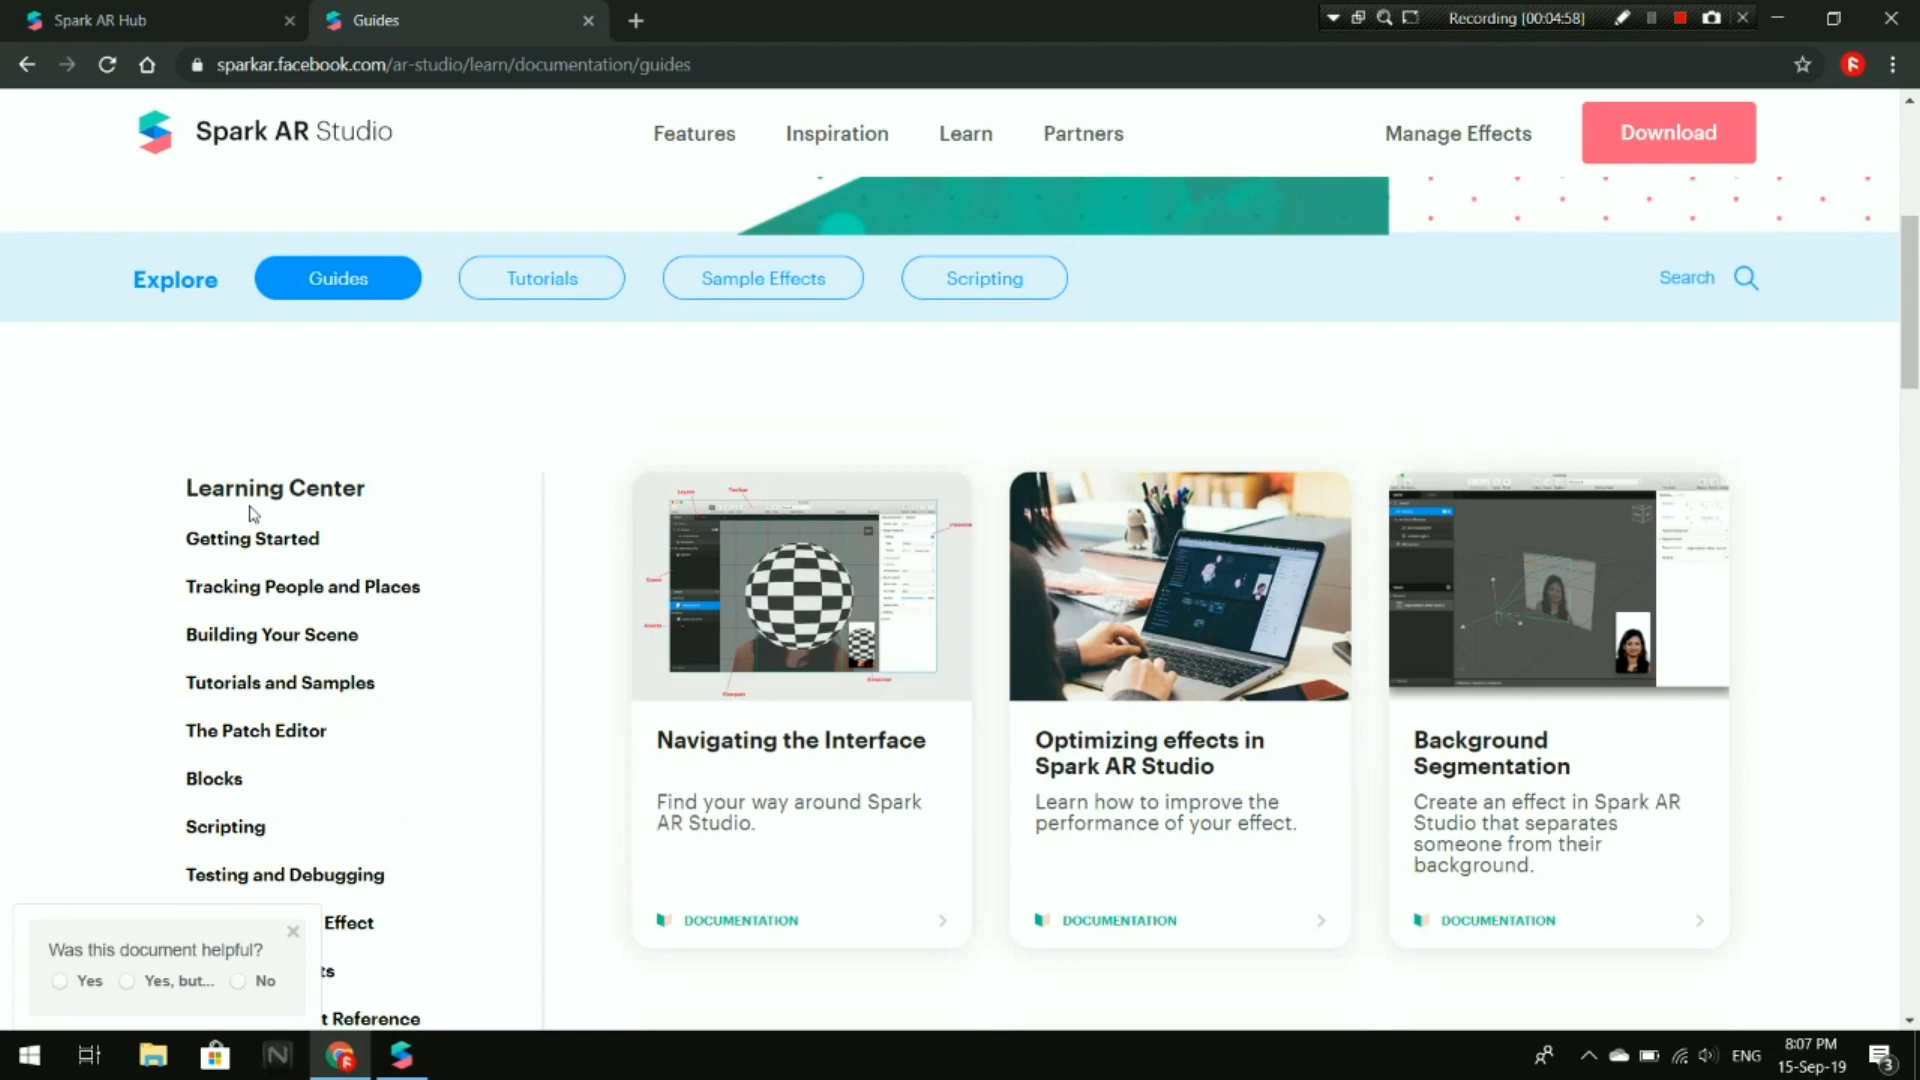 Spark AR Hub
Guides
Recording [00:04:58]
sparkar.facebook.com/ar-studio/learn/documentation/guides
Spark AR Studio
Features
Inspiration
Learn
Partners
Manage Effects
Download
Explore
Guides
Tutorials
Sample Effects
Scripting
Search
Learning Center
Getting Started
Tracking People and Places
Building Your Scene
Tutorials and Samples
The Patch Editor
Blocks
Scripting
Testing and Debugging
Effect
ts
t Reference
Navigating the Interface
Find your way around Spark
AR Studio.
DOCUMENTATION
Optimizing effects in
Spark AR Studio
Learn how to improve the
performance of your effect.
DOCUMENTATION
Background
Segmentation
Create an effect in Spark AR
Studio that separates
someone from their
background.
DOCUMENTATION
Was this document helpful?
Yes
Yes, but...
No
ENG
8:07 PM
15-Sep-19
3